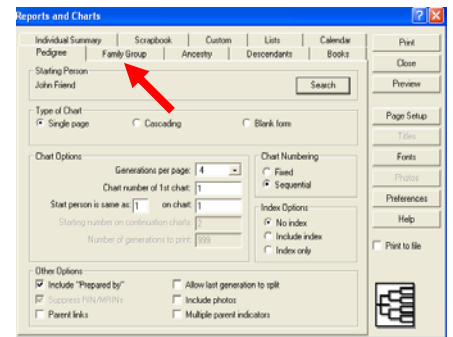 Reports and Charts
Individual Summary Scrapbook Custom Lists Calendar
Pedigree Family Group Ancestry Descendants Books
Starting Person
John Friend
Search
Type of Chart
Single page Cascading Blank form
Chart Options
Generations per page: 4
Chart number of 1st chart: 1
Start person is same as: 1 on chart: 1
Starting number on continuation charts: 2
Number of generations to print: 999
Chart Numbering
Fixed
Sequential
Index Options
No index
Include index
Index only
Other Options
Include "Prepared by" Allow last generation to split
Suppress RIN/MRINs Include photos
Parent links Multiple parent indicators
Print
Close
Preview
Page Setup
Titles
Fonts
Photos
Preferences
Help
Print to file